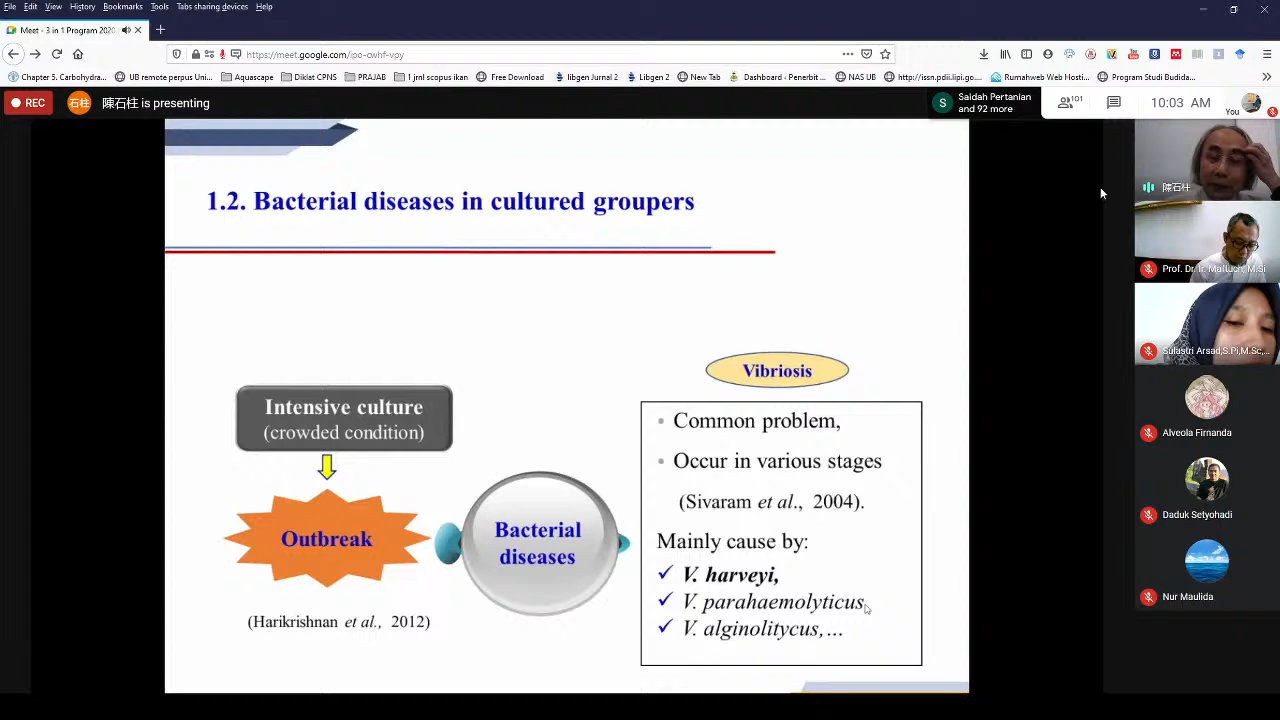 File Edit View History Bookmarks Tools Tabs sharing devices Help
Meet - 3 in 1 Program 2020
https://meet.google.com/ipo-cwhf-vpy
Chapter 5. Carbohydra... UB remote perpus Uni... Aquascape Diklat CPNS PRAJAB 1 jml scopus ikan Free Download libgen Jurnal 2 Libgen 2 New Tab Dashboard ‹ Penerbit ... NAS UB http://issn.pdii.lipi.go... Rumahweb Web Hosti... Program Studi Budida...
REC 石柱 陳石柱 is presenting
S Saidah Pertanian
and 92 more
101
10:03 AM
You
1.2. Bacterial diseases in cultured groupers
Intensive culture
(crowded condition)
Outbreak
(Harikrishnan et al., 2012)
Bacterial
diseases
Vibriosis
• Common problem,
• Occur in various stages
(Sivaram et al., 2004).
Mainly cause by:
✓ V. harveyi,
✓ V. parahaemolyticus,
✓ V. alginolitycus,…
陳石柱
Prof. Dr. Ir. Maftuch, M.Si
Sulastri Arsad,S.Pi,M.Sc,...
Alveola Firnanda
Daduk Setyohadi
Nur Maulida